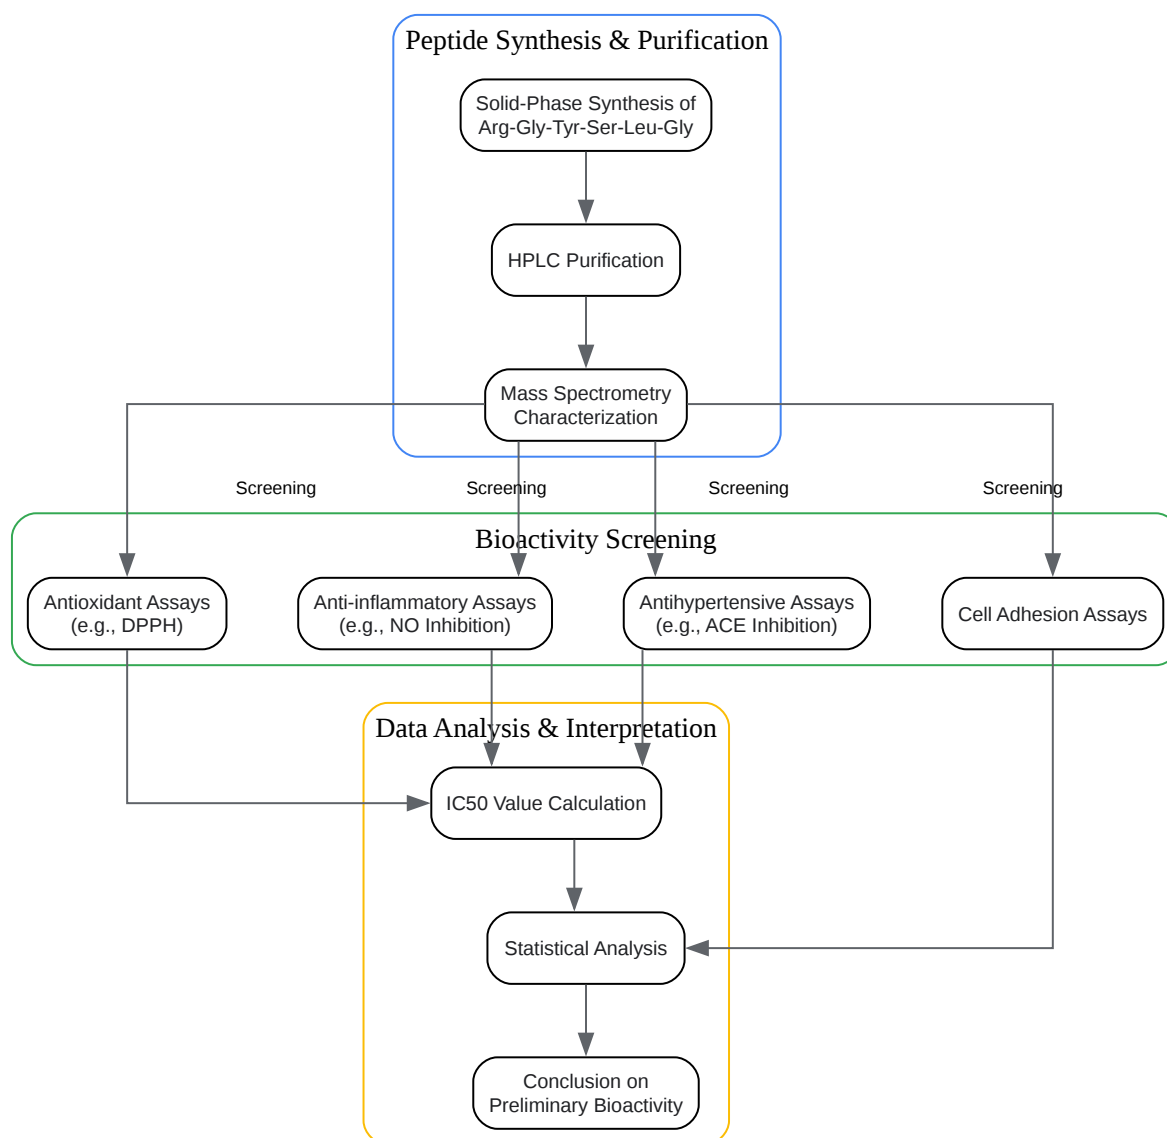 Peptide Synthesis & Purification
Solid-Phase Synthesis of
Arg-Gly-Tyr-Ser-Leu-Gly
HPLC Purification
Mass Spectrometry
Characterization
Screening
Screening
Screening
Screening
Bioactivity Screening
Antioxidant Assays
(e.g., DPPH)
Anti-inflammatory Assays
(e.g., NO Inhibition)
Antihypertensive Assays
(e.g., ACE Inhibition)
Cell Adhesion Assays
Data Analysis & Interpretation
IC50 Value Calculation
Statistical Analysis
Conclusion on
Preliminary Bioactivity